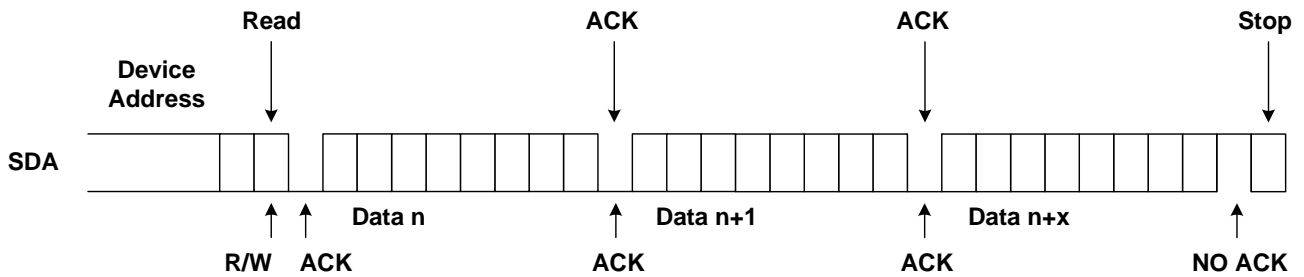 Read ACK ACK Stop
Device
Address
SDA
Data n Data n+1 Data n+x
R/W ACK ACK ACK NO ACK